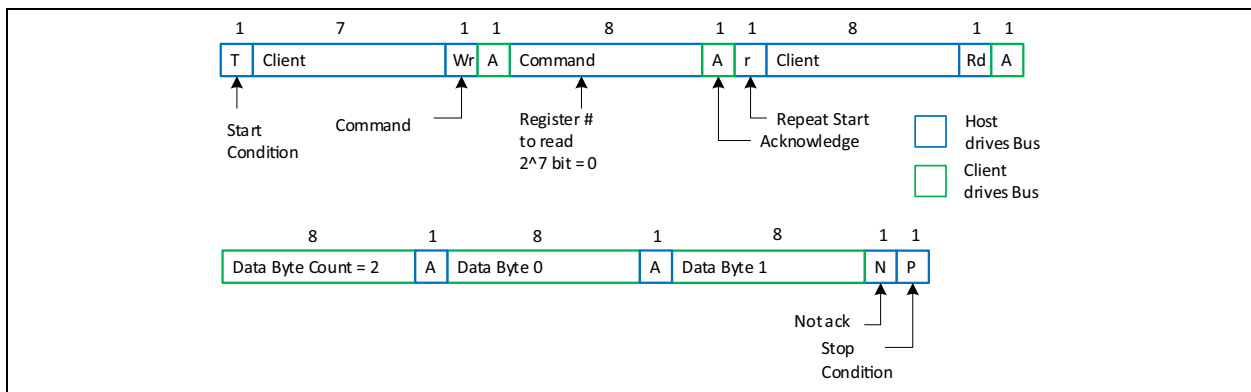 1 7 1 1 8 1 1 8 1 1
T Client Wr A Command A r Client Rd A
Start
Condition
Command
Register #
to read
2^7 bit = 0
Repeat Start
Acknowledge
Host
drives Bus
Client
drives Bus
8 1 8 1 8 1 1
Data Byte Count = 2 A Data Byte 0 A Data Byte 1 N P
Not ack
Stop
Condition